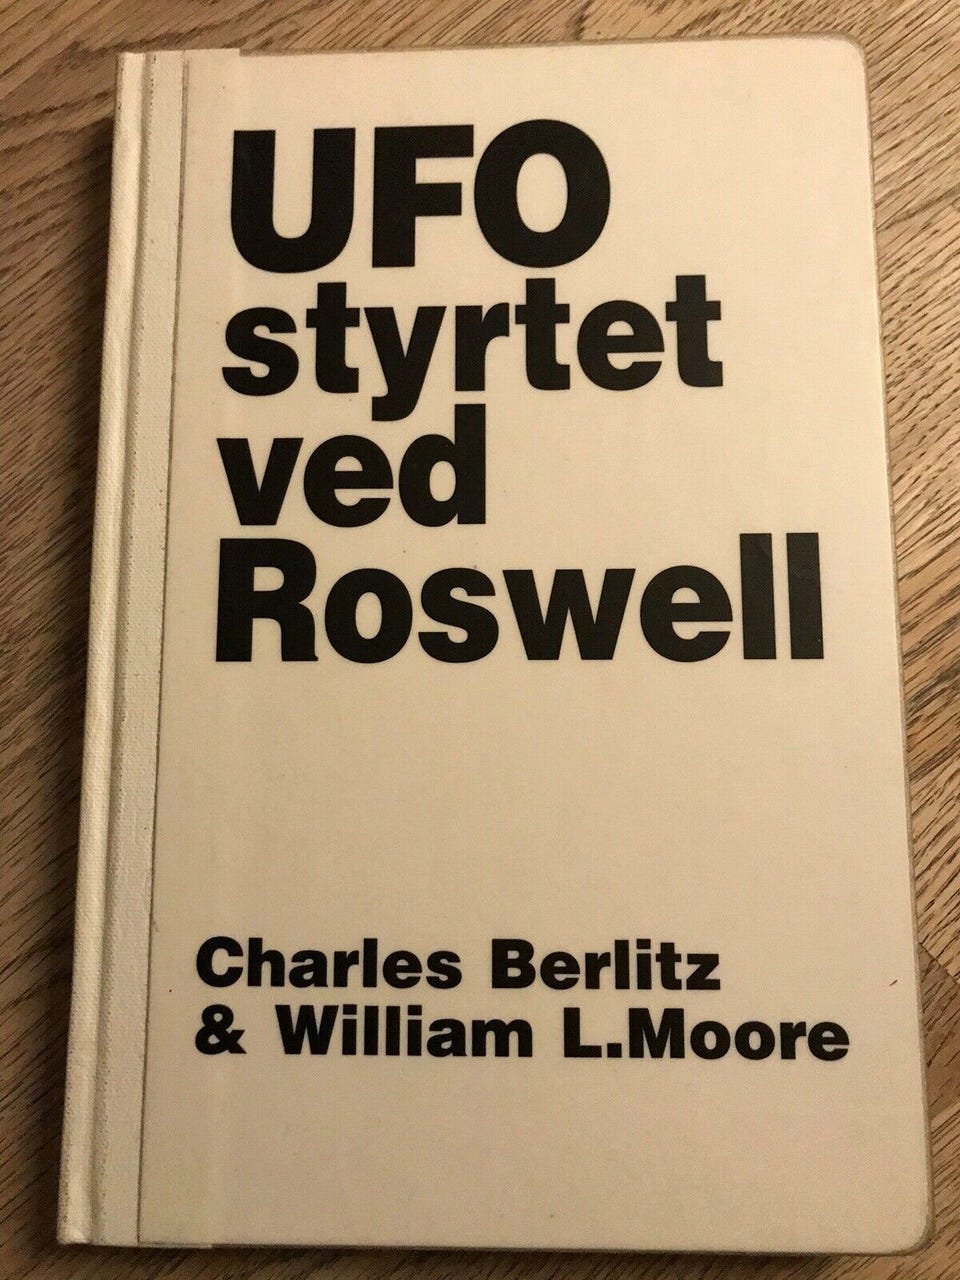 UFO
styrtet
ved
Roswell
Charles Berlitz
& William L.Moore